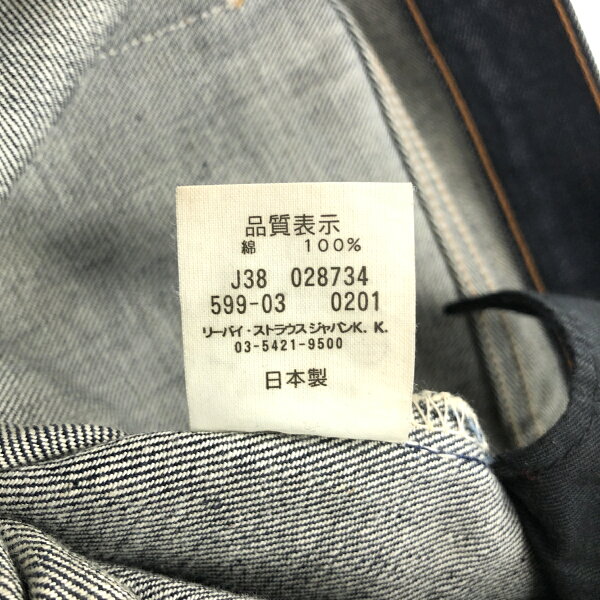 品質表示
綿 100%
J38 028734
599-03 0201
リーバイ・ストラウスジャパンK.K.
03-5421-9500
日本製